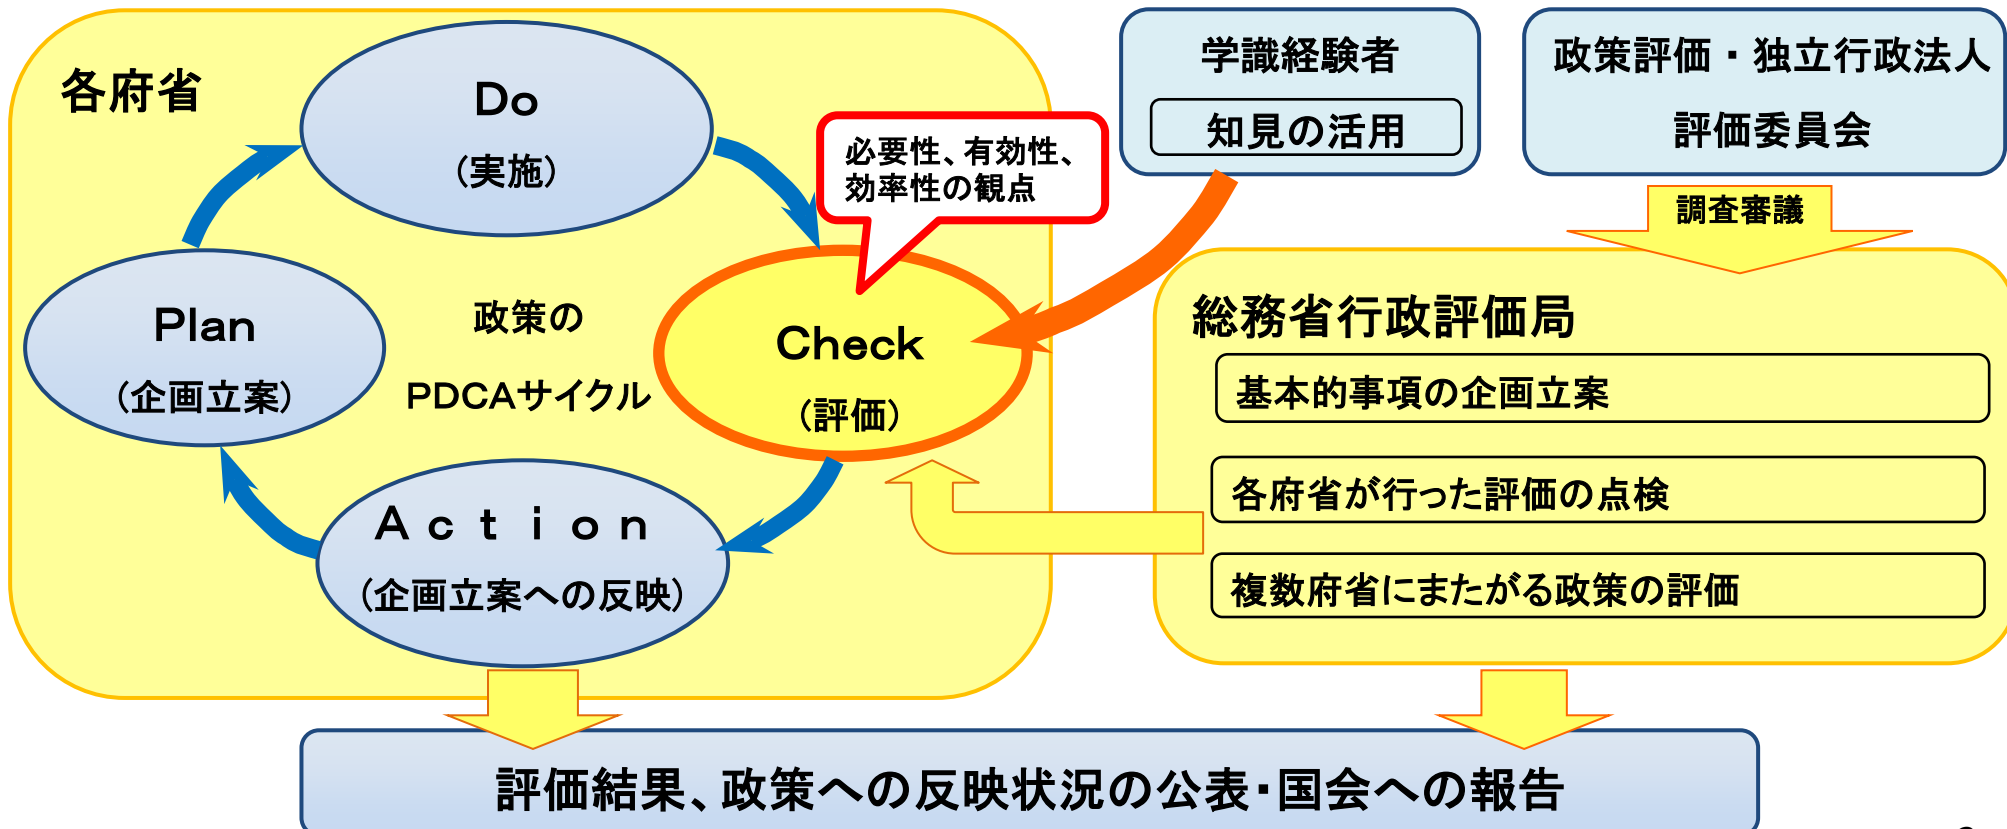 各府省
Do
(実施)
Plan
(企画立案)
政策の
PDCAサイクル
必要性、有効性、
効率性の観点
Check
(評価)
Action
(企画立案への反映)
学識経験者
知見の活用
政策評価・独立行政法人
評価委員会
調査審議
総務省行政評価局
基本的事項の企画立案
各府省が行った評価の点検
複数府省にまたがる政策の評価
評価結果、政策への反映状況の公表・国会への報告